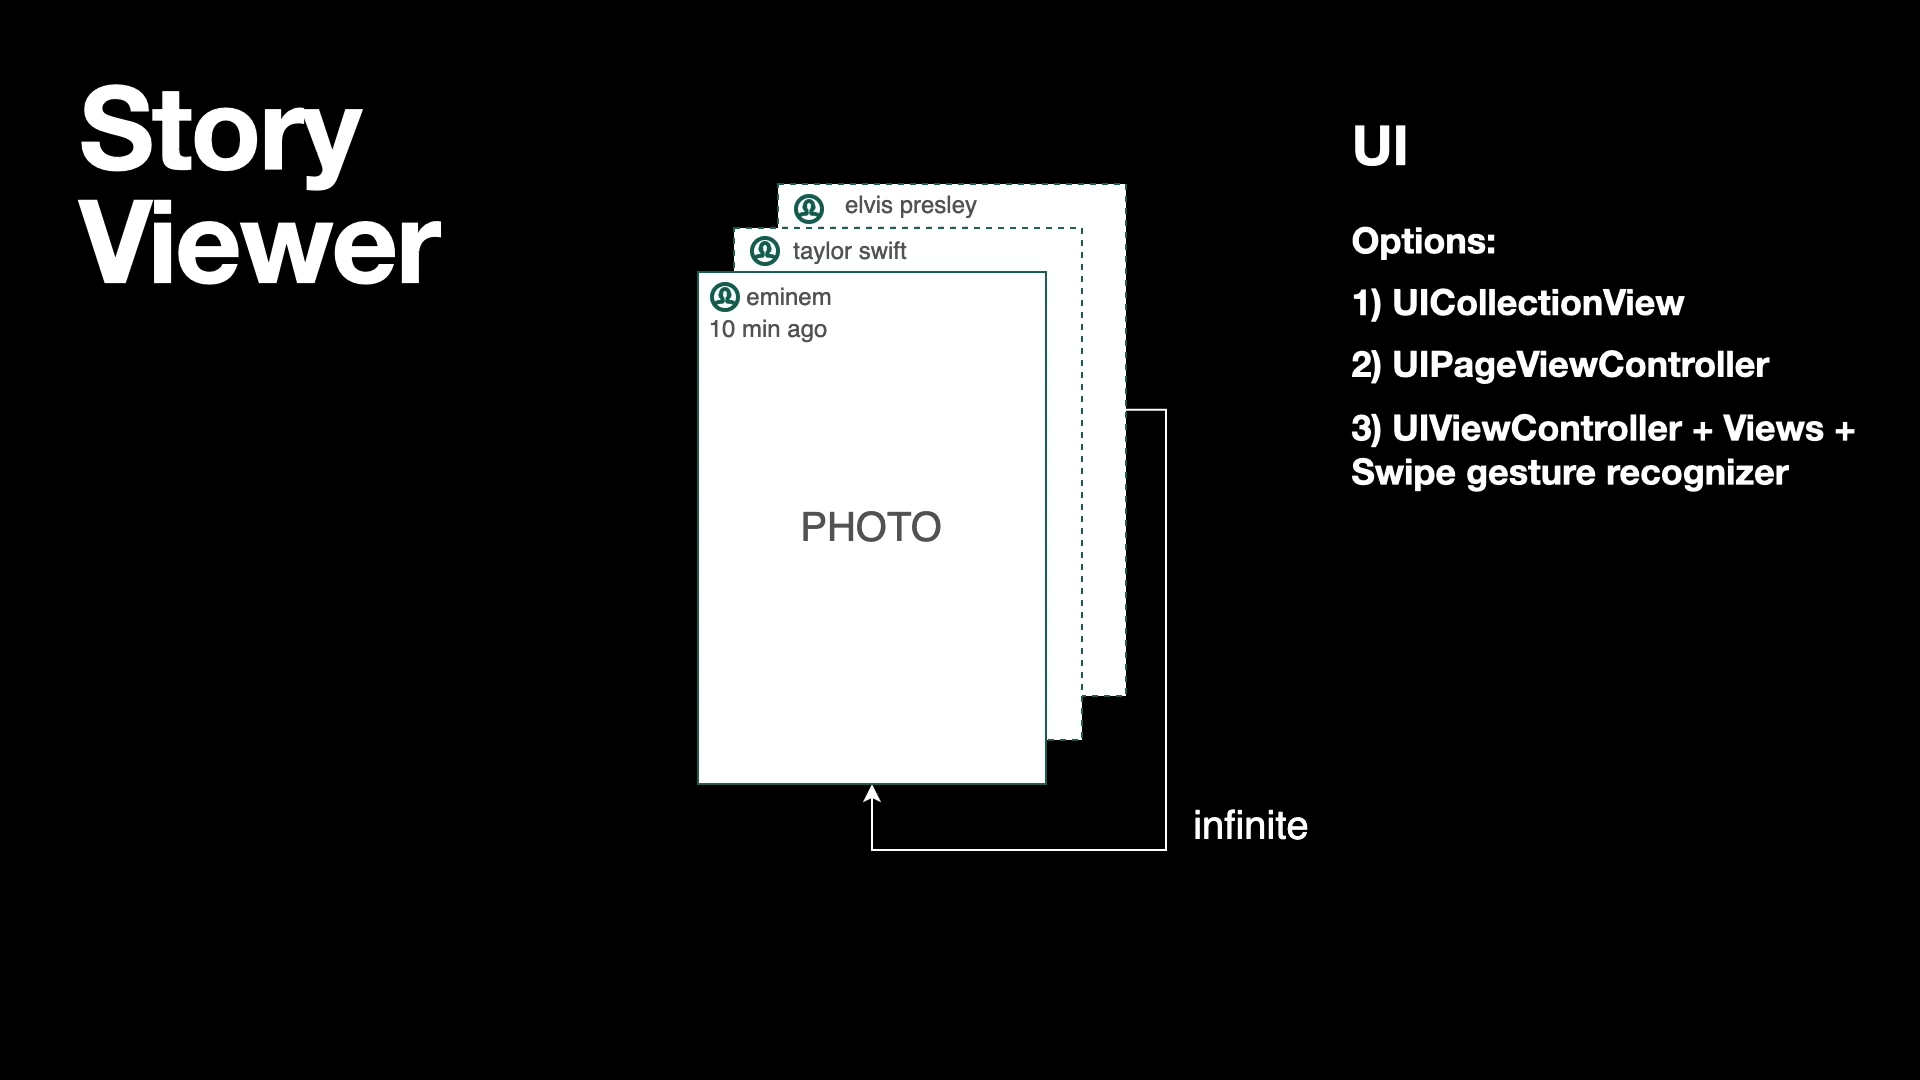 Story
Viewer
elvis presley
taylor swift
eminem
10 min ago
PHOTO
infinite
UI
Options:
1) UICollectionView
2) UIPageViewController
3) UIViewController + Views +
Swipe gesture recognizer